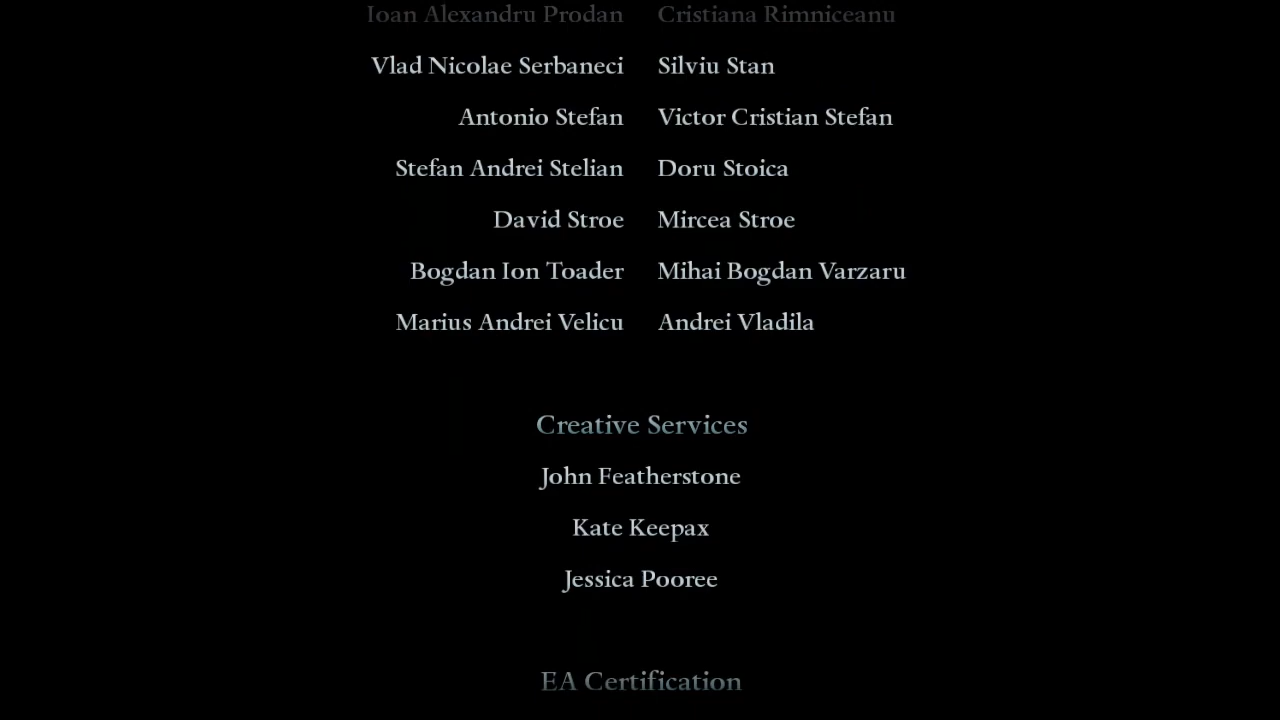 Ioan Alexandru Prodan Cristiana Rimniceanu
Vlad Nicolae Serbaneci Silviu Stan
Antonio Stefan Victor Cristian Stefan
Stefan Andrei Stelian Doru Stoica
David Stroe Mircea Stroe
Bogdan Ion Toader Mihai Bogdan Varzaru
Marius Andrei Velicu Andrei Vladila
Creative Services
John Featherstone
Kate Keepax
Jessica Pooree
EA Certification